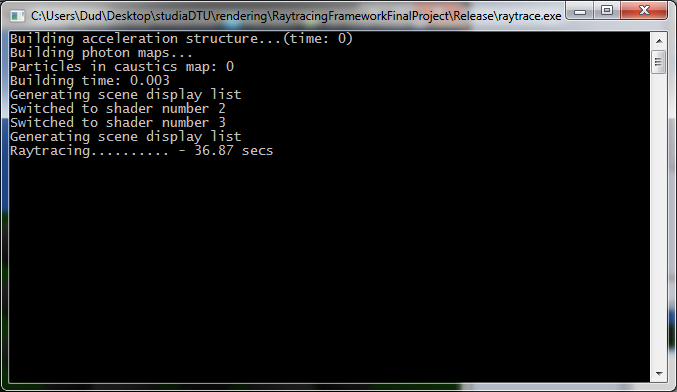 C:\Users\Dud\Desktop\studiaDTU\rendering\RaytracingFrameworkFinalProject\Release\raytrace.exe
Building acceleration structure...(time: 0)
Building photon maps...
Particles in caustics map: 0
Building time: 0.003
Generating scene display list
Switched to shader number 2
Switched to shader number 3
Generating scene display list
Raytracing.......... - 36.87 secs